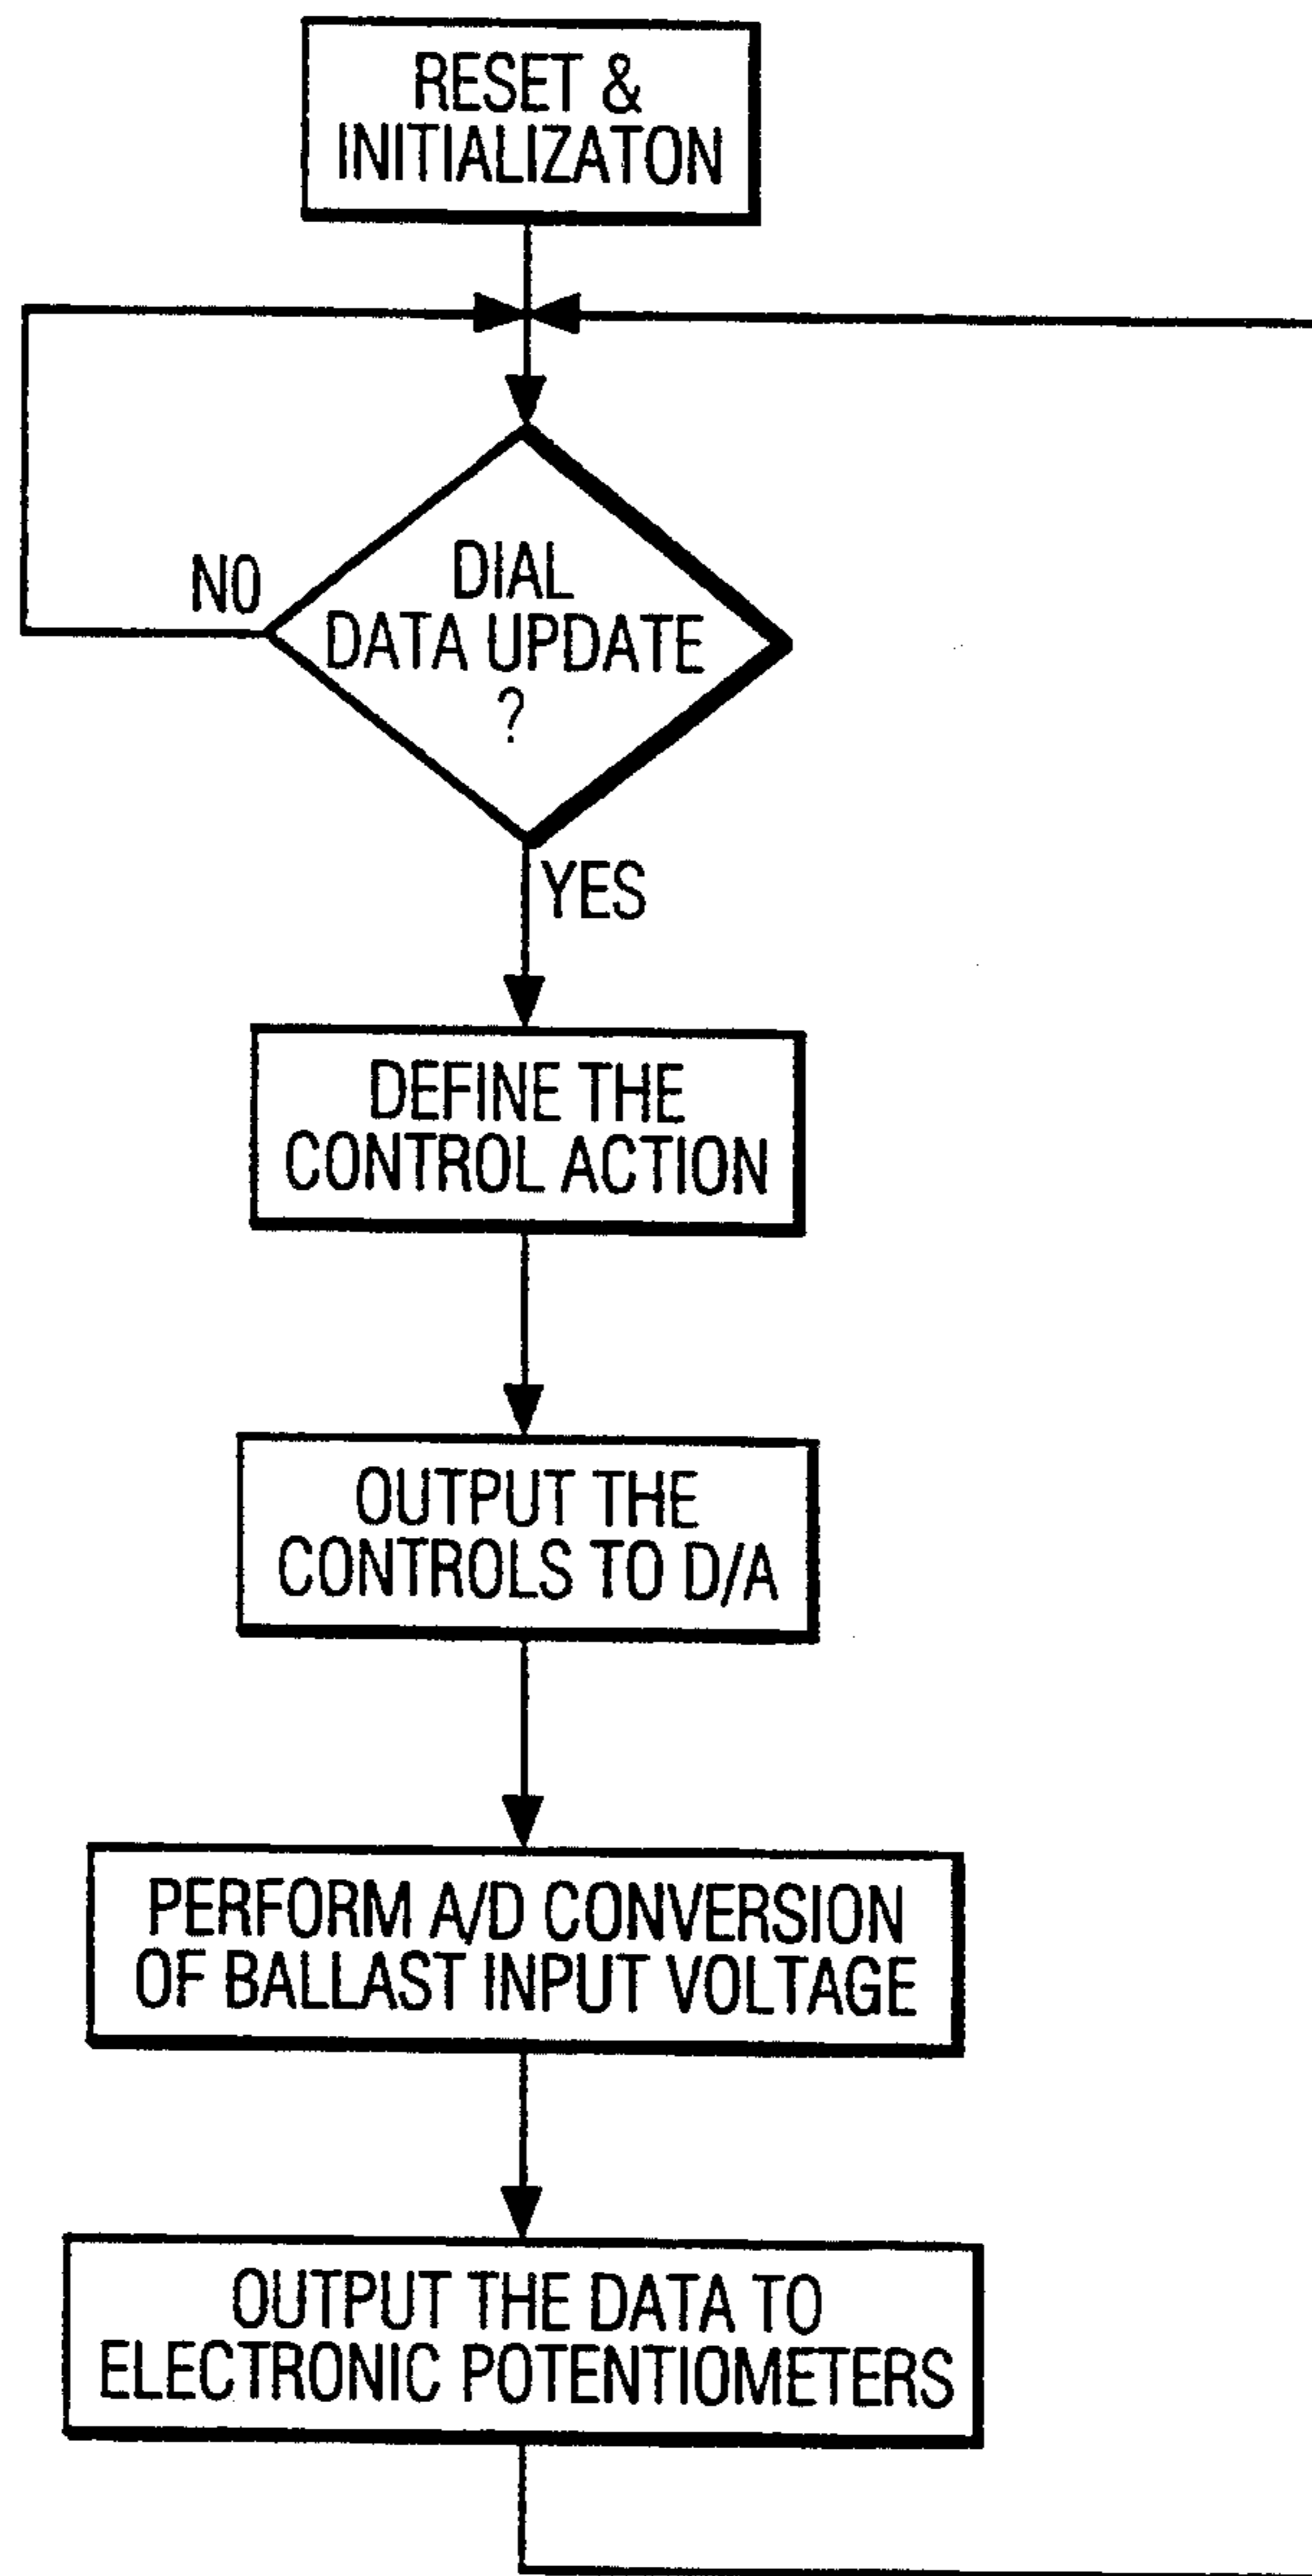 RESET &
INITIALIZATON
NO
DIAL
DATA UPDATE
?
YES
DEFINE THE
CONTROL ACTION
OUTPUT THE
CONTROLS TO D/A
PERFORM A/D CONVERSION
OF BALLAST INPUT VOLTAGE
OUTPUT THE DATA TO
ELECTRONIC POTENTIOMETERS